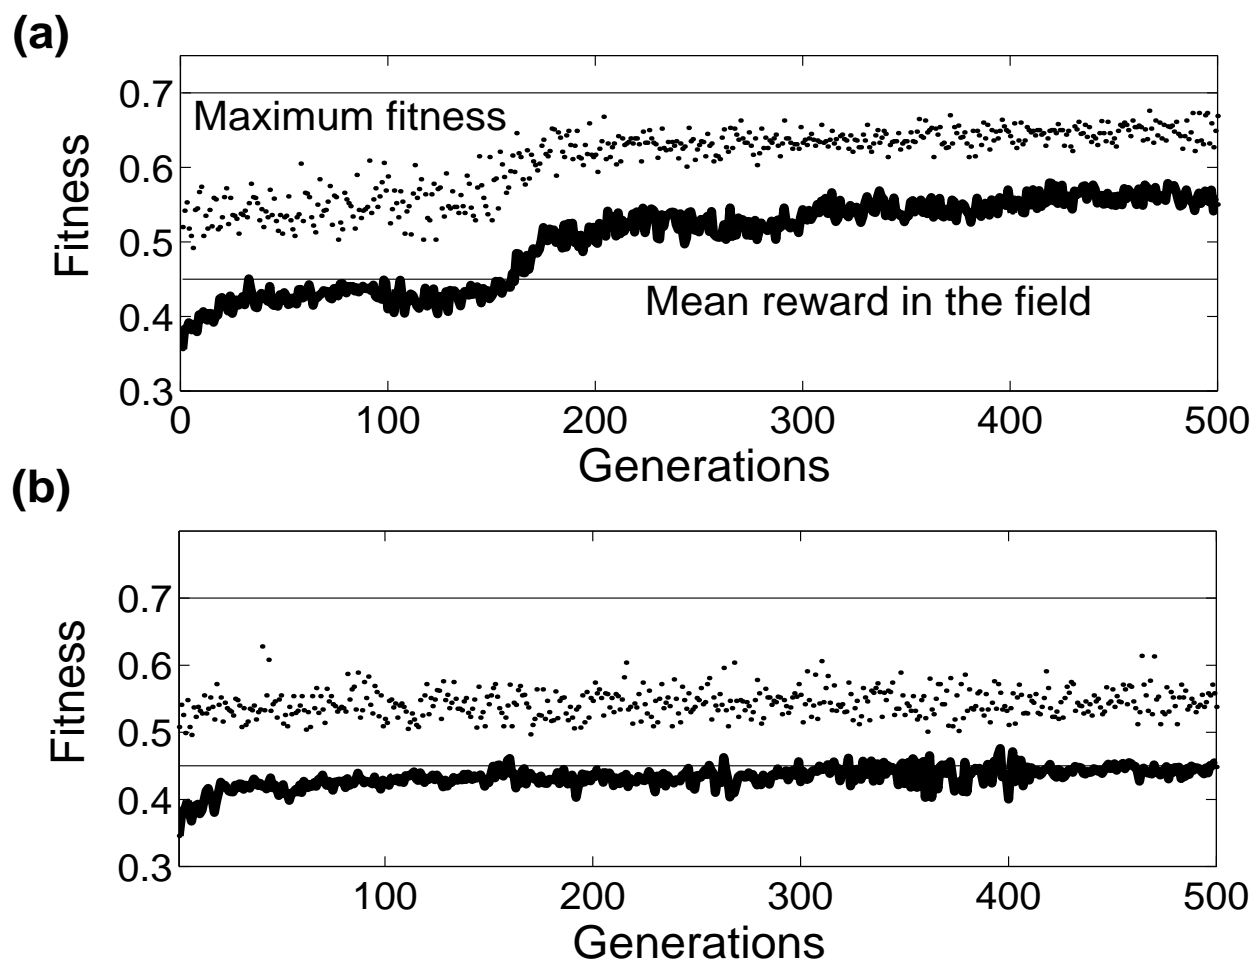 (a)
0.7
Maximum fitness
0.6
Fitness
0.5
Mean reward in the field
0.4
0.3
0 100 200 300 400 500
Generations
(b)
0.7
0.6
Fitness
0.5
0.4
0.3
100 200 300 400 500
Generations